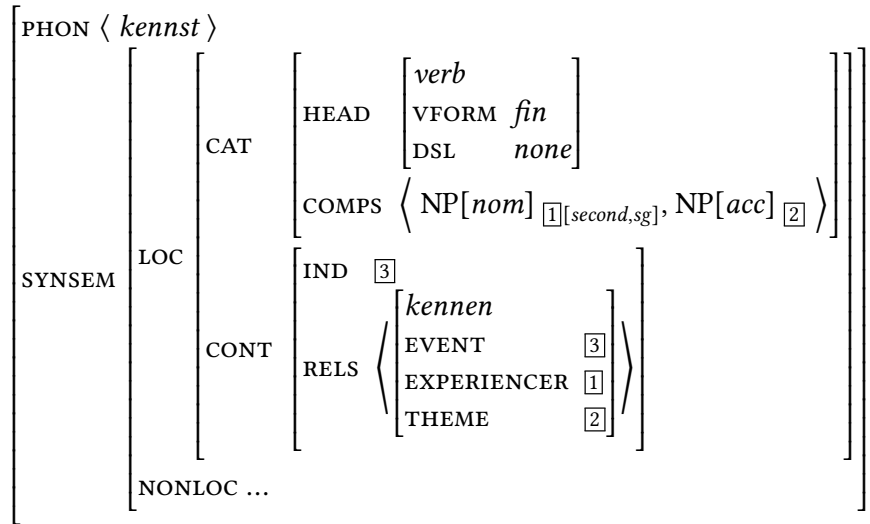 PHON ⟨ kennst ⟩
verb
HEAD VFORM fin
CAT DSL none
COMPS ⟨ NP[nom] 1[second,sg], NP[acc] 2 ⟩
LOC
SYNSEM
IND 3
kennen
EVENT 3
CONT RELS ⟨ EXPERIENCER 1 ⟩
THEME 2
NONLOC ...